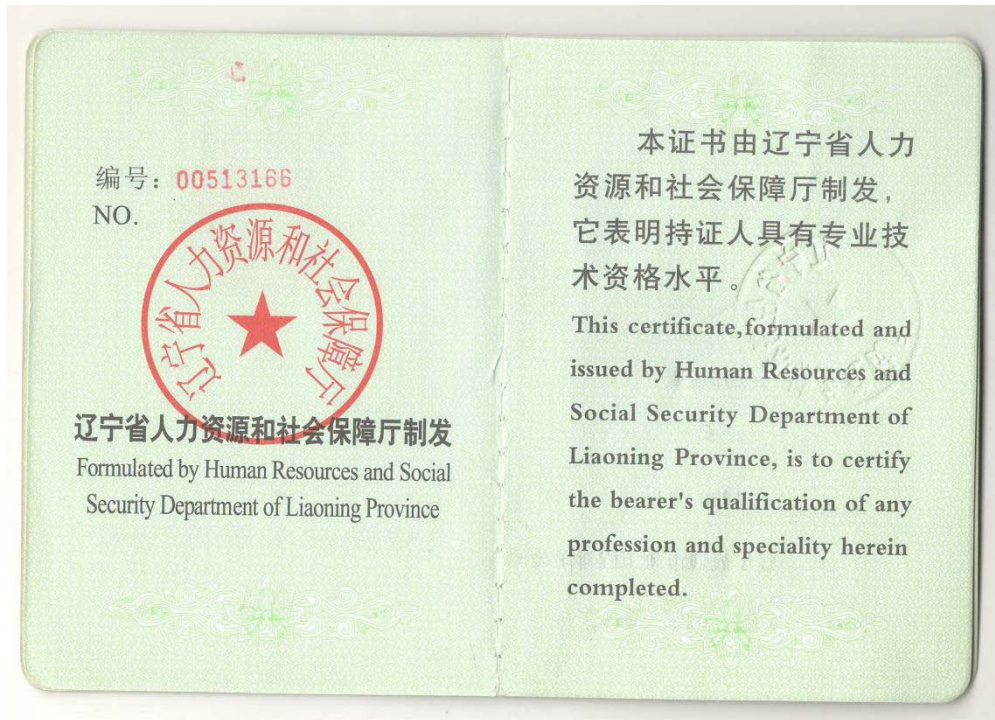 编号：00513166
NO.
辽宁省人力资源和社会保障厅
辽宁省人力资源和社会保障厅制发
Formulated by Human Resources and Social
Security Department of Liaoning Province
本证书由辽宁省人力
资源和社会保障厅制发，
它表明持证人具有专业技
术资格水平。
This certificate,formulated and
issued by Human Resources and
Social Security Department of
Liaoning Province, is to certify
the bearer's qualification of any
profession and speciality herein
completed.